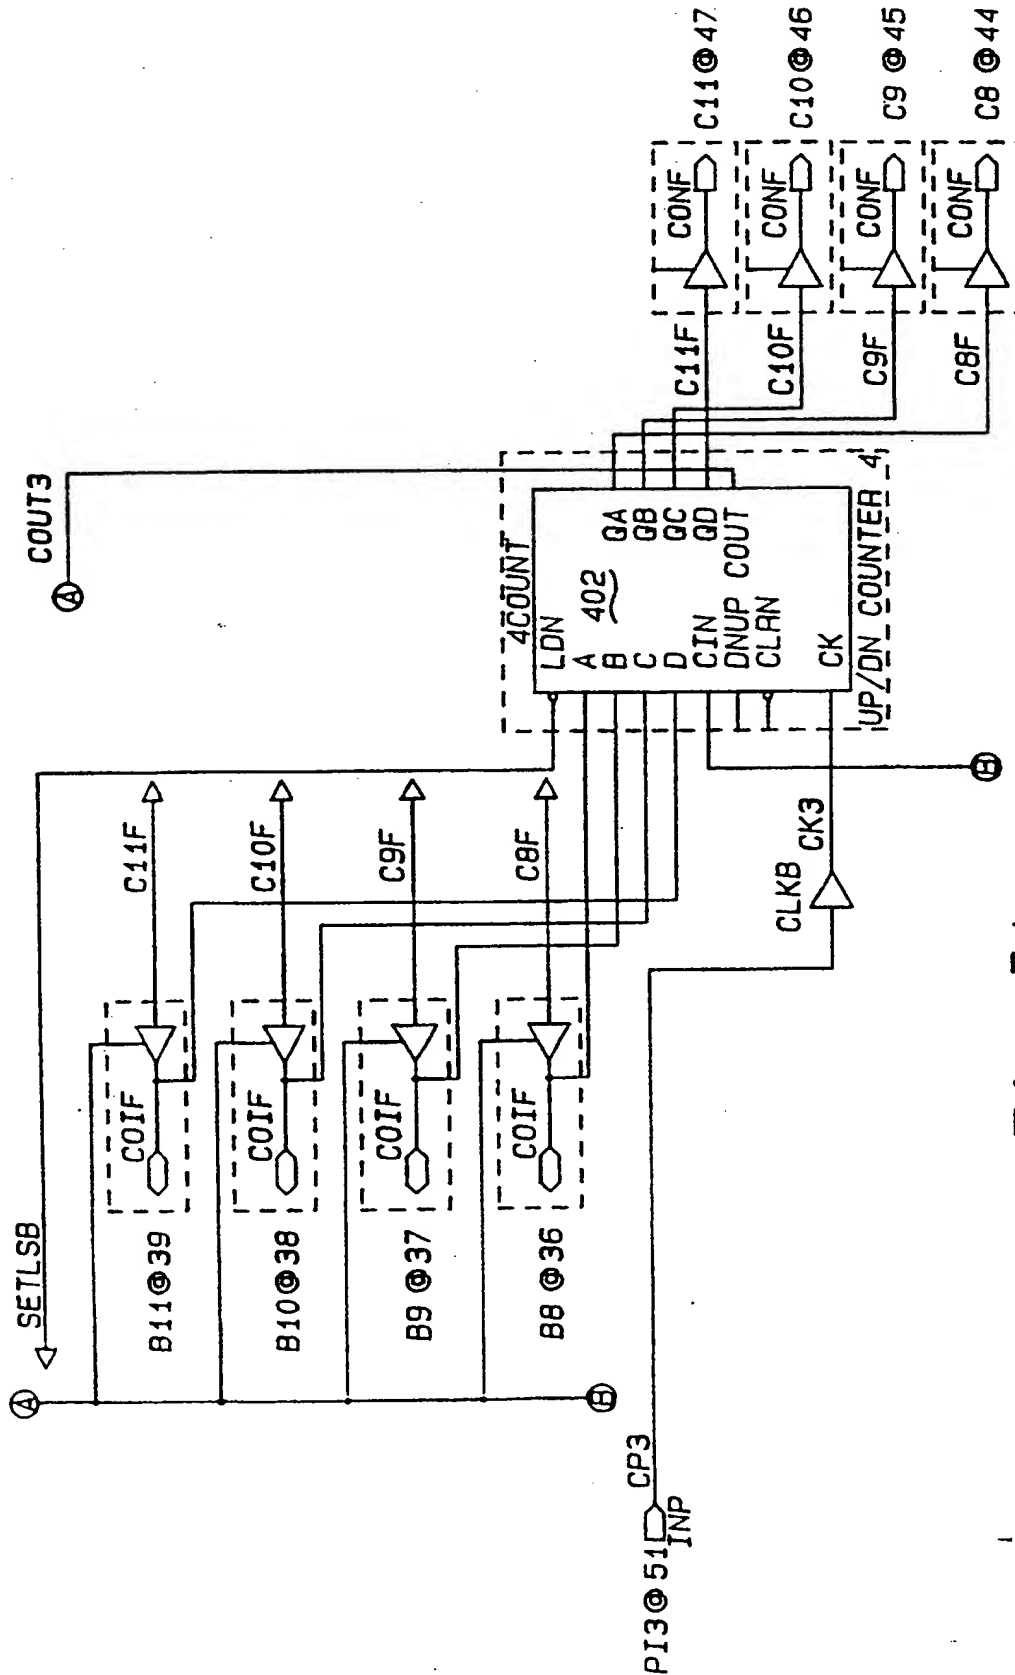 COUT3
A
SETLSB
A
C11F
C10F
C9F
C8F
COIF
COIF
COIF
COIF
B11@39
B10@38
B9@37
B8@36
B
PI3@51
INP
CP3
CLKB
CK3
B
4COUNT
LDN
A
B
C
D
CIN
DNUP
CLRN
CK
402
QA
QB
QC
QD
COUT
UP/DN COUNTER 4
C11F
C10F
C9F
C8F
CONF
CONF
CONF
CONF
C11@47
C10@46
C9@45
C8@44